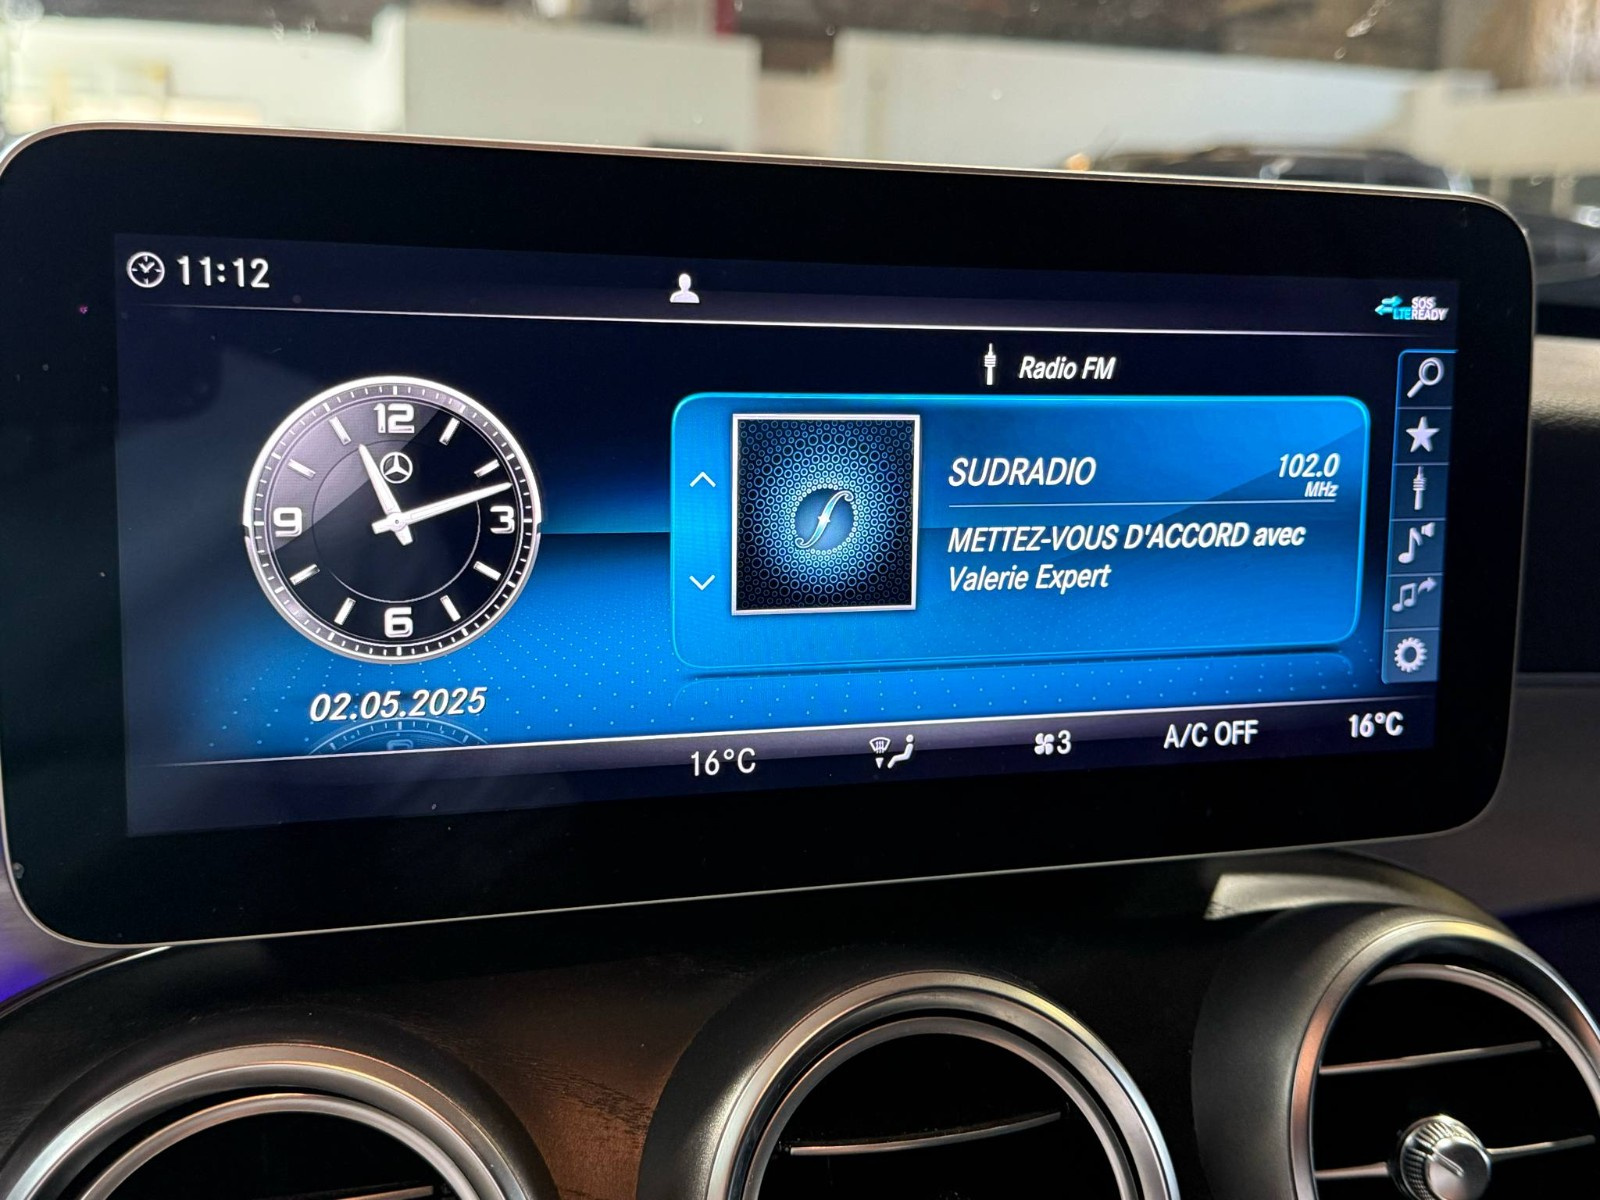 11:12
SOS
LTE READY
Radio FM
12
9
3
6
SUDRADIO
102.0
MHz
METTEZ-VOUS D'ACCORD avec
Valerie Expert
02.05.2025
16°C
3
A/C OFF
16°C